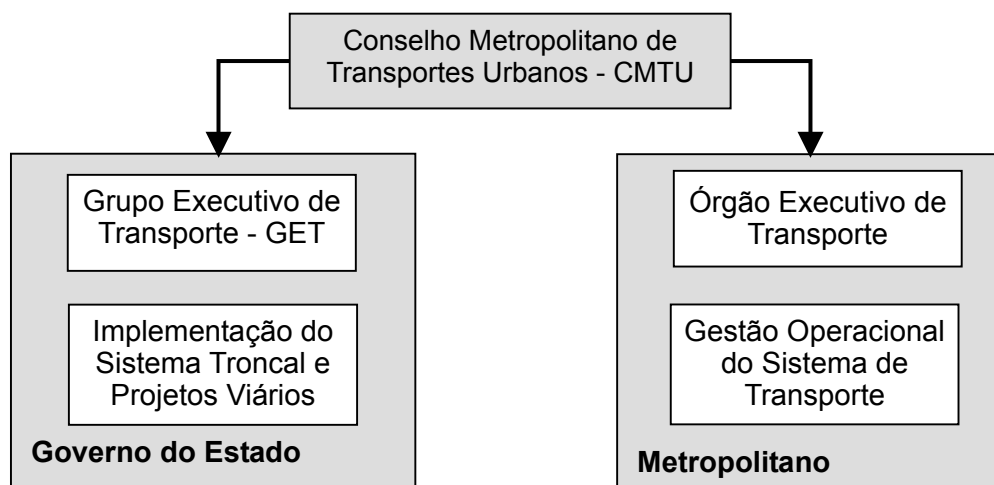 Conselho Metropolitano de
Transportes Urbanos - CMTU
Grupo Executivo de
Transporte - GET
Implementação do
Sistema Troncal e
Projetos Viários
Governo do Estado
Órgão Executivo de
Transporte
Gestão Operacional
do Sistema de
Transporte
Metropolitano